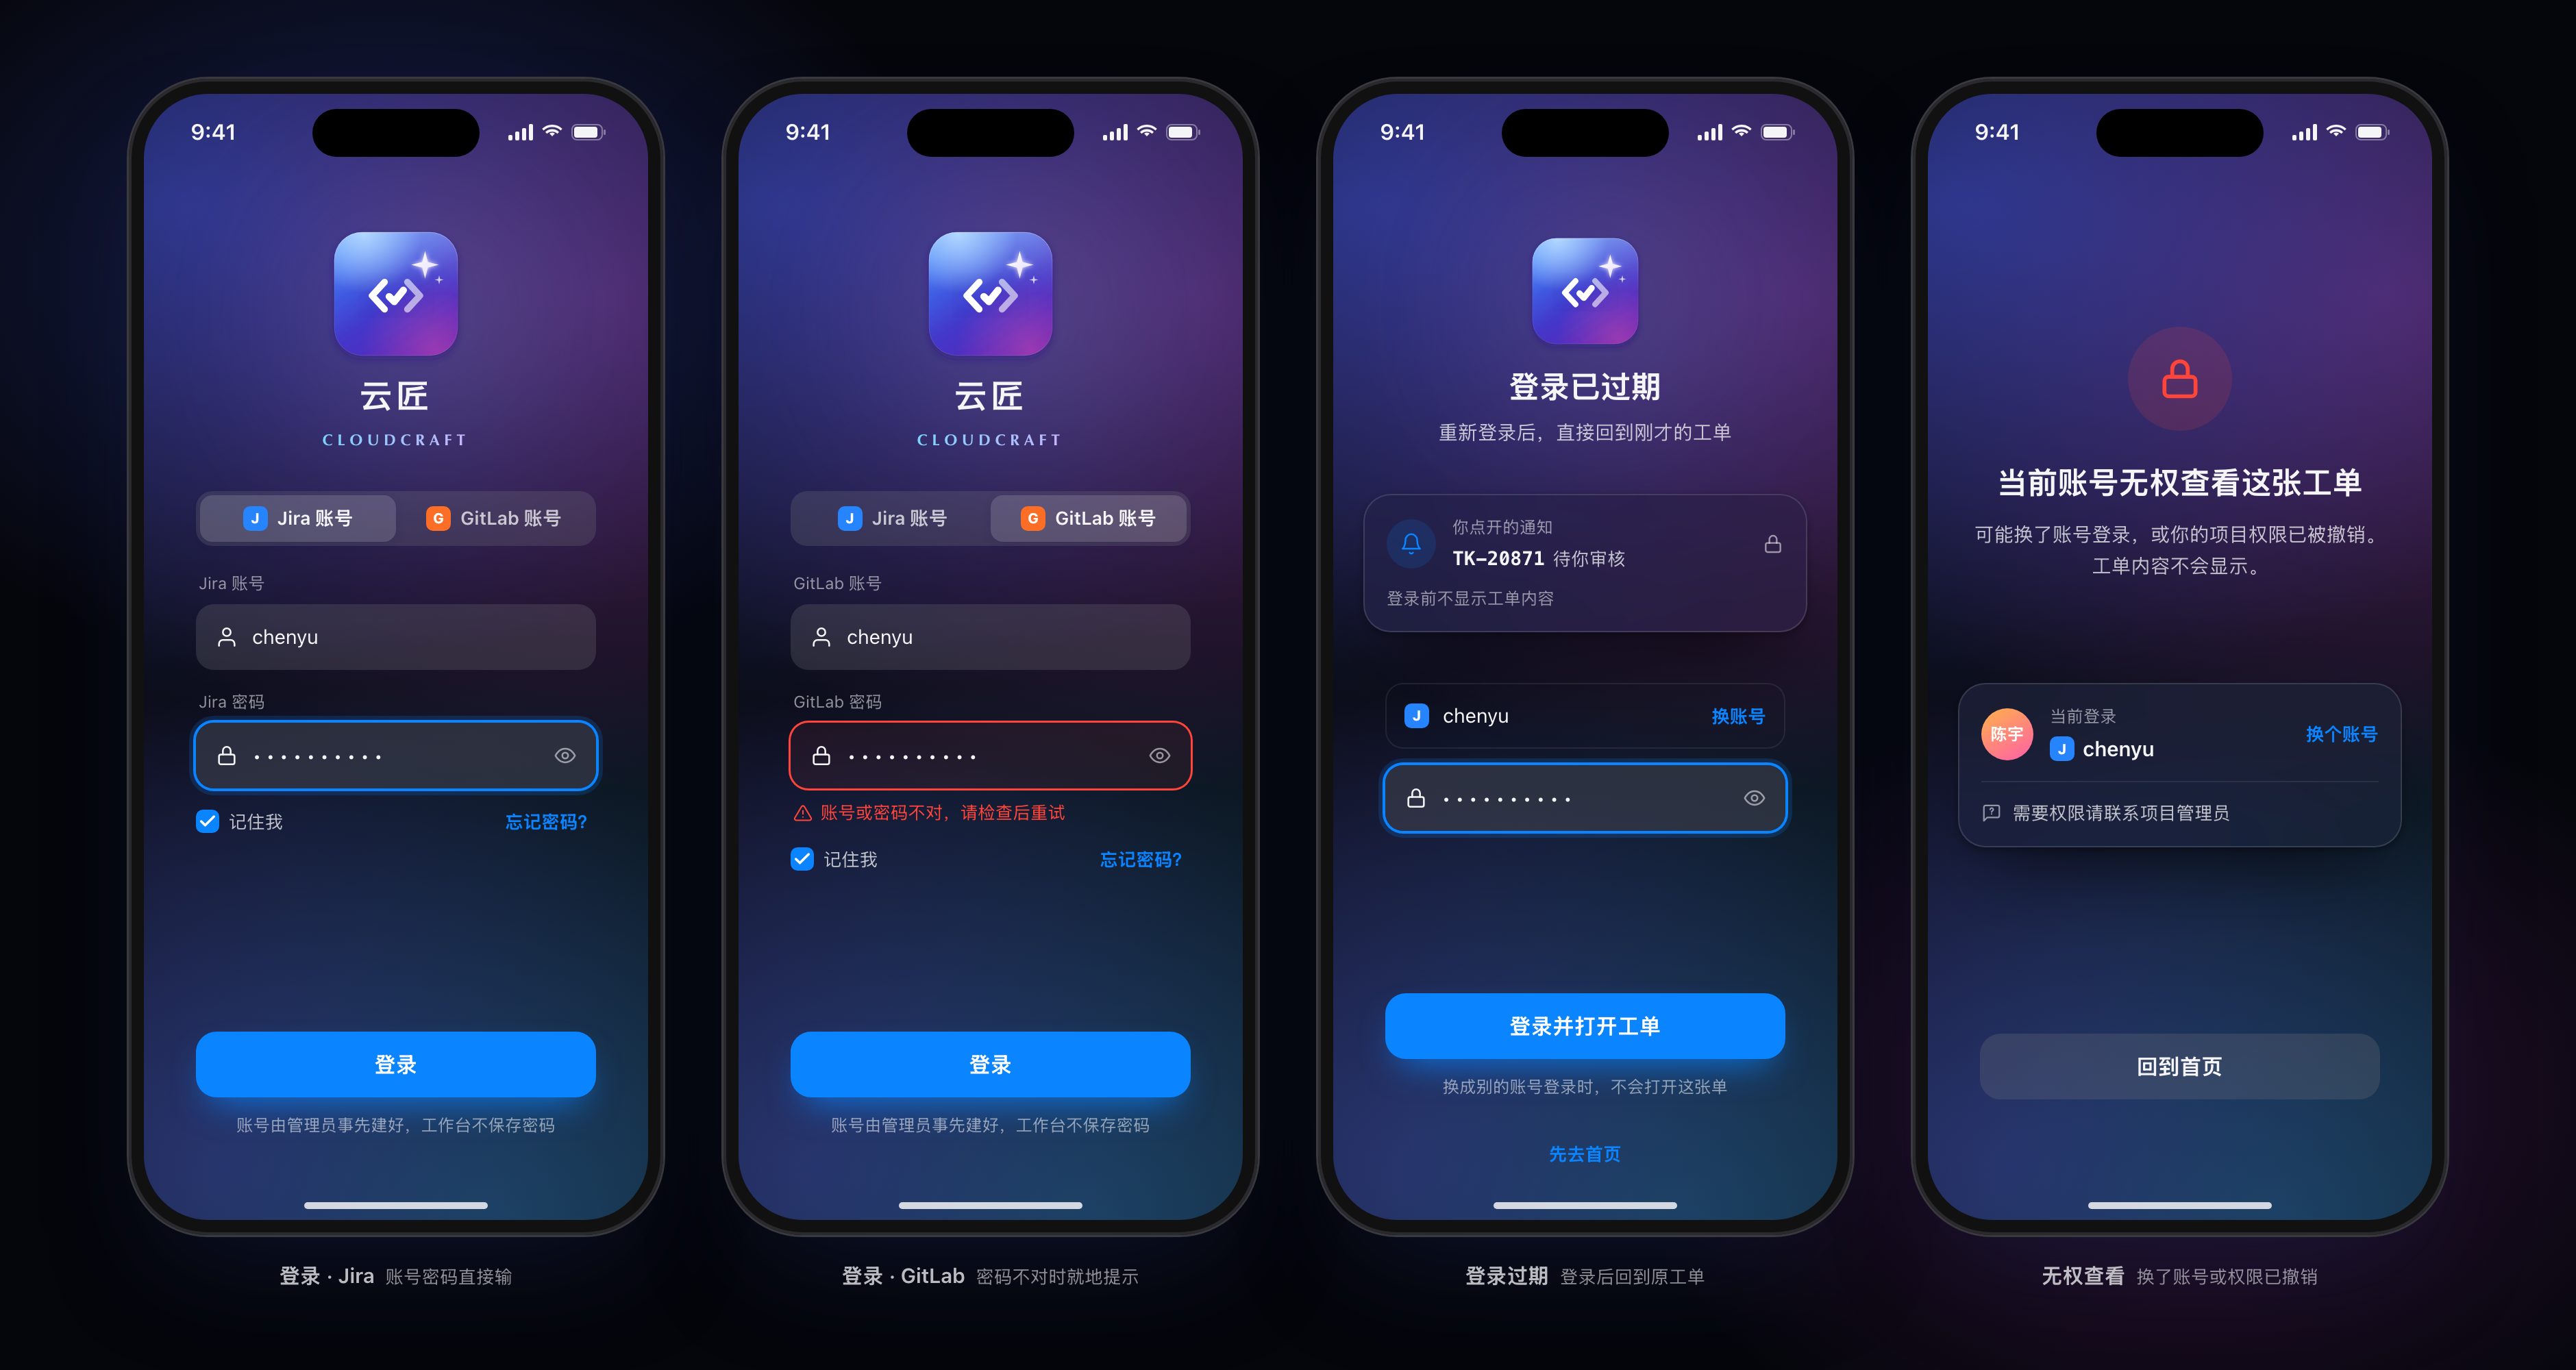 9:41
云匠
CLOUDCRAFT
J Jira 账号
G GitLab 账号
Jira 账号
chenyu
Jira 密码
记住我
忘记密码?
登录
账号由管理员事先建好，工作台不保存密码
登录 · Jira 账号密码直接输
9:41
云匠
CLOUDCRAFT
J Jira 账号
G GitLab 账号
GitLab 账号
chenyu
GitLab 密码
账号或密码不对，请检查后重试
记住我
忘记密码?
登录
账号由管理员事先建好，工作台不保存密码
登录 · GitLab 密码不对时就地提示
9:41
登录已过期
重新登录后，直接回到刚才的工单
你点开的通知
TK-20871 待你审核
登录前不显示工单内容
J chenyu
换账号
登录并打开工单
换成别的账号登录时，不会打开这张单
先去首页
登录过期 登录后回到原工单
9:41
当前账号无权查看这张工单
可能换了账号登录，或你的项目权限已被撤销。
工单内容不会显示。
陈宇
当前登录
J chenyu
换个账号
需要权限请联系项目管理员
回到首页
无权查看 换了账号或权限已撤销